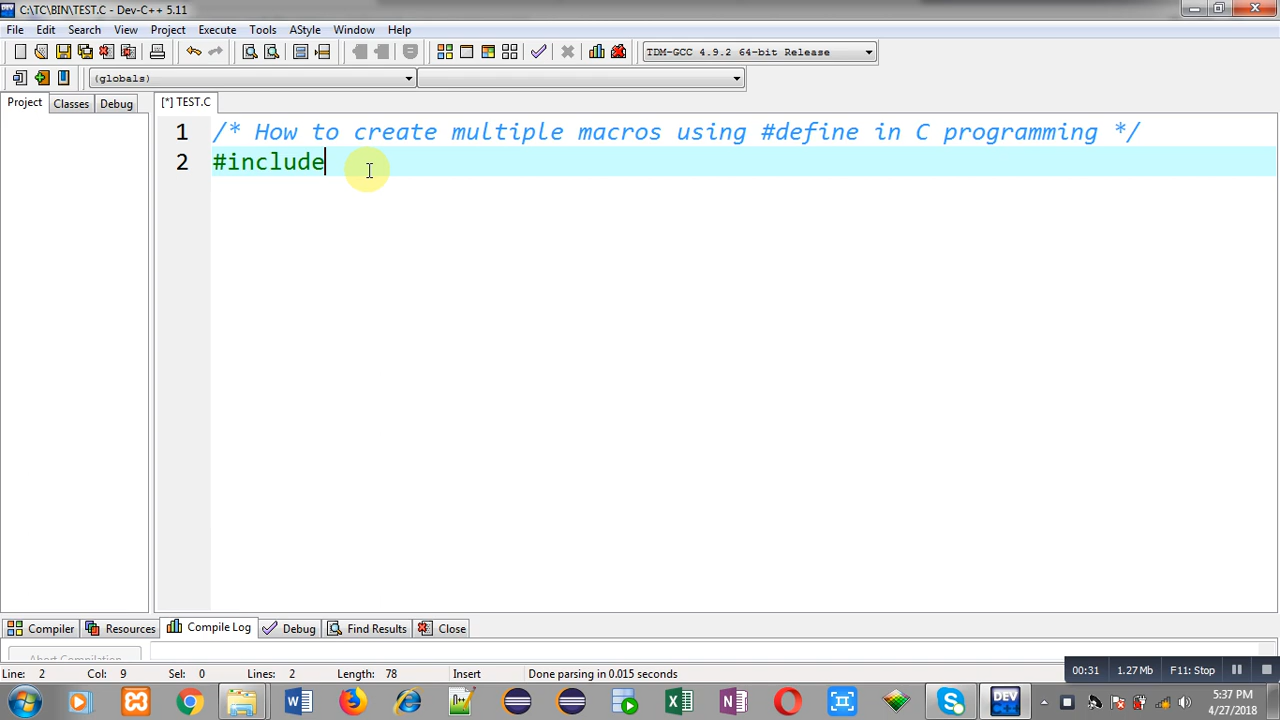 C:\TC\BIN\TEST.C - Dev-C++ 5.11
File Edit Search View Project Execute Tools AStyle Window Help
TDM-GCC 4.9.2 64-bit Release
(globals)
Project Classes Debug [*] TEST.C
1 /* How to create multiple macros using #define in C programming */
2 #include
Compiler Resources Compile Log Debug Find Results Close
Abort Compilation
Line: 2 Col: 9 Sel: 0 Lines: 2 Length: 78 Insert Done parsing in 0.015 seconds
00:31 1.27 Mb F11: Stop
DEV
5:37 PM
4/27/2018